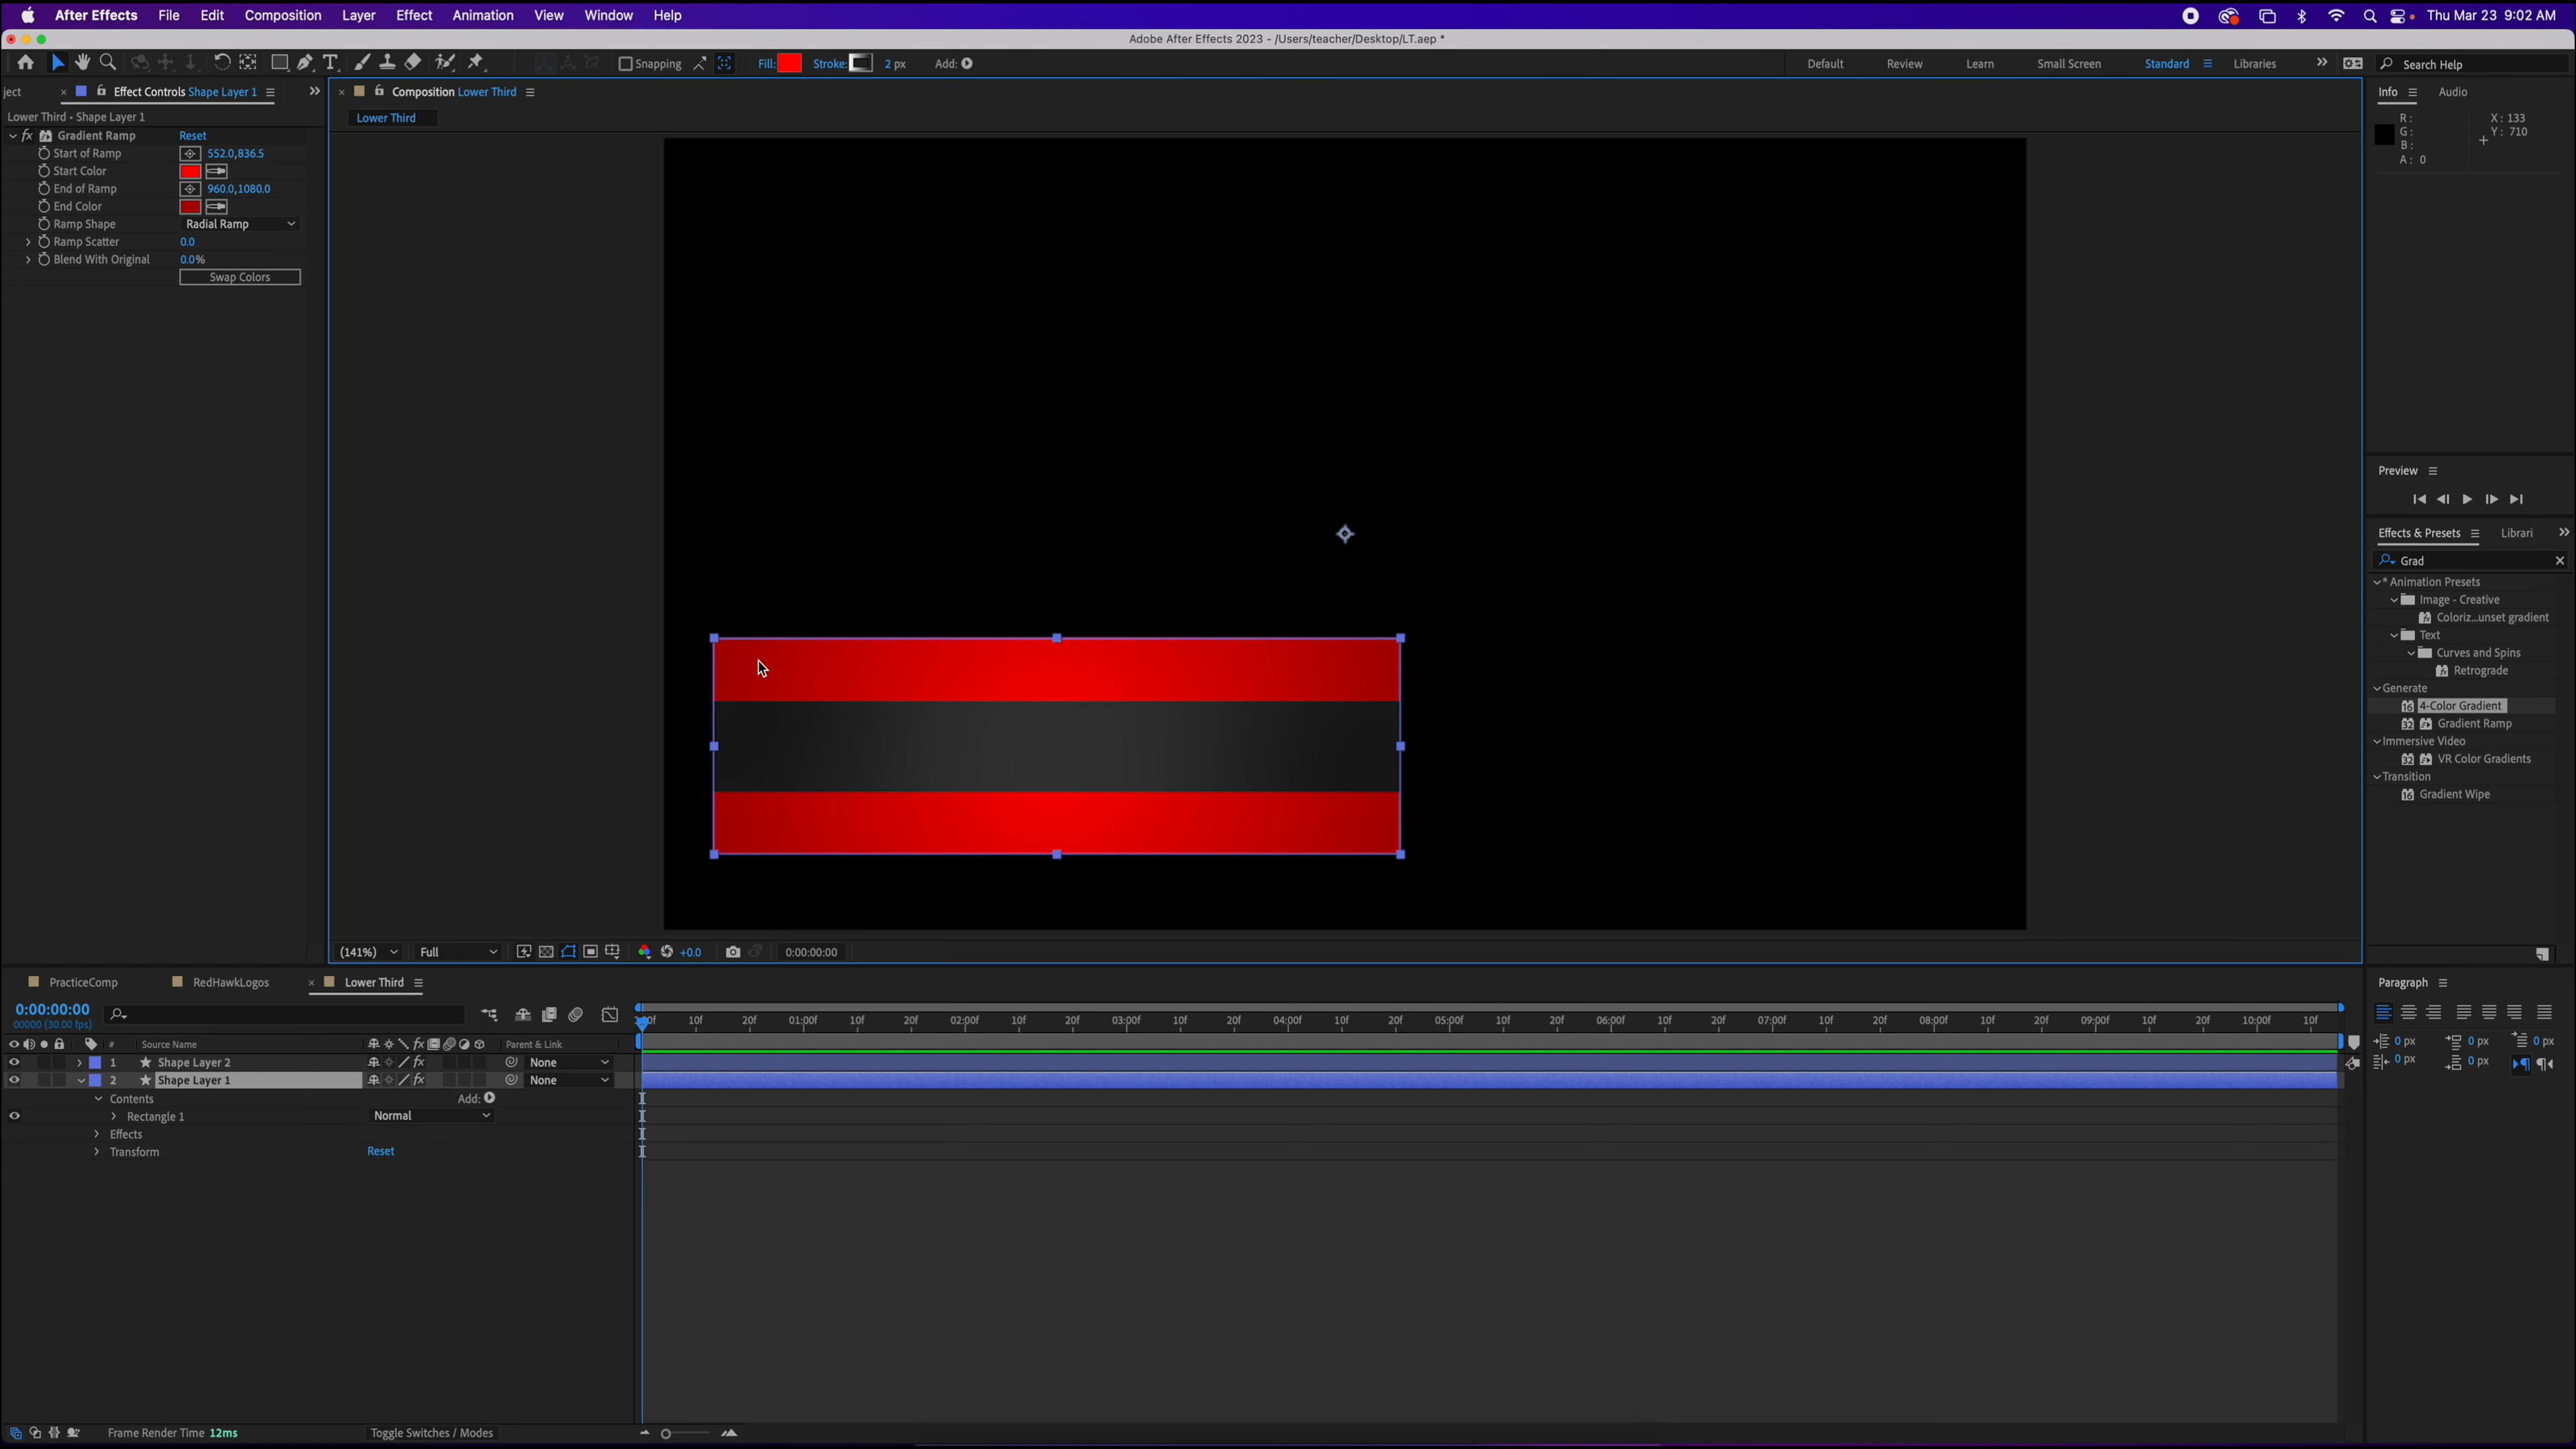 After Effects File Edit Composition Layer Effect Animation View Window Help Thu Mar 23 9:02 AM
Adobe After Effects 2023 - /Users/teacher/Desktop/LT.aep *
Snapping Fill: Stroke: 2 px Add: Default Review Learn Small Screen Standard Libraries Search Help
ject Effect Controls Shape Layer 1
Lower Third • Shape Layer 1
Gradient Ramp Reset
Start of Ramp 552.0,836.5
Start Color
End of Ramp 960.0,1080.0
End Color
Ramp Shape Radial Ramp
Ramp Scatter 0.0
Blend With Original 0.0%
Swap Colors
Composition Lower Third
Lower Third
(141%) Full +0.0 0:00:00:00
Info Audio
R: X: 133
G: Y: 710
B:
A: 0
Preview
Effects & Presets Librari
Grad
* Animation Presets
Image - Creative
Coloriz...unset gradient
Text
Curves and Spins
Retrograde
Generate
16 4-Color Gradient
32 Gradient Ramp
Immersive Video
32 VR Color Gradients
Transition
16 Gradient Wipe
PracticeComp RedHawkLogos Lower Third
0:00:00:00
00000 (30.00 fps)
:00f 10f 20f 01:00f 10f 20f 02:00f 10f 20f 03:00f 10f 20f 04:00f 10f 20f 05:00f 10f 20f 06:00f 10f 20f 07:00f 10f 20f 08:00f 10f 20f 09:00f 10f 20f 10:00f 10f
# Source Name fx Parent & Link
1 Shape Layer 2 fx None
2 Shape Layer 1 fx None
Contents Add:
Rectangle 1 Normal
Effects
Transform Reset
Frame Render Time 12ms Toggle Switches / Modes
Paragraph
0 px 0 px 0 px
0 px 0 px